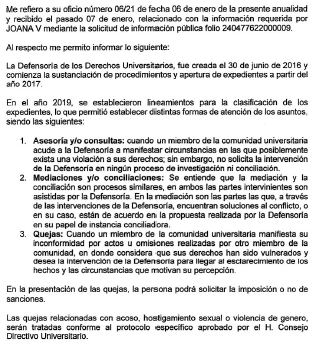 Me refiero a su oficio número 06/21 de fecha 06 de enero de la presente anualidad
y recibido el pasado 07 de enero, relacionado con la información requerida por
JOANA V mediante la solicitud de información pública folio 240477622000009.
Al respecto me permito informar lo siguiente:
La Defensoría de los Derechos Universitarios, fue creada el 30 de junio de 2016 y
comienza la sustanciación de procedimientos y apertura de expedientes a partir del
año 2017.
En el año 2019, se establecieron lineamientos para la clasificación de los
expedientes, lo que permitió establecer distintas formas de atención de los asuntos,
siendo las siguientes:
1. Asesoría y/o consultas: cuando un miembro de la comunidad universitaria
acude a la Defensoría a manifestar circunstancias en las que posiblemente
exista una violación a sus derechos; sin embargo, no solicita la intervención
de la Defensoría en ningún proceso de investigación ni conciliación.
2. Mediaciones y/o conciliaciones: Se entiende que la mediación y la
conciliación son procesos similares, en ambos las partes intervinientes son
asistidas por la Defensoría. En la mediación son las partes las que, a través
de las intervenciones de la Defensoría, encuentran soluciones al conflicto, o
en su caso, están de acuerdo en la propuesta realizada por la Defensoría
en su papel de instancia conciliadora.
3. Quejas: Cuando un miembro de la comunidad universitaria manifiesta su
inconformidad por actos u omisiones realizadas por otro miembro de la
comunidad, en donde considera que sus derechos han sido vulnerados y
desea la intervención de la Defensoría para llegar al esclarecimiento de los
hechos y las circunstancias que motivan su percepción.
En la presentación de las quejas, la persona podrá solicitar la imposición o no de
sanciones.
Las quejas relacionadas con acoso, hostigamiento sexual o violencia de genero,
serán tratadas conforme al protocolo específico aprobado por el H. Consejo
Directivo Universitario.